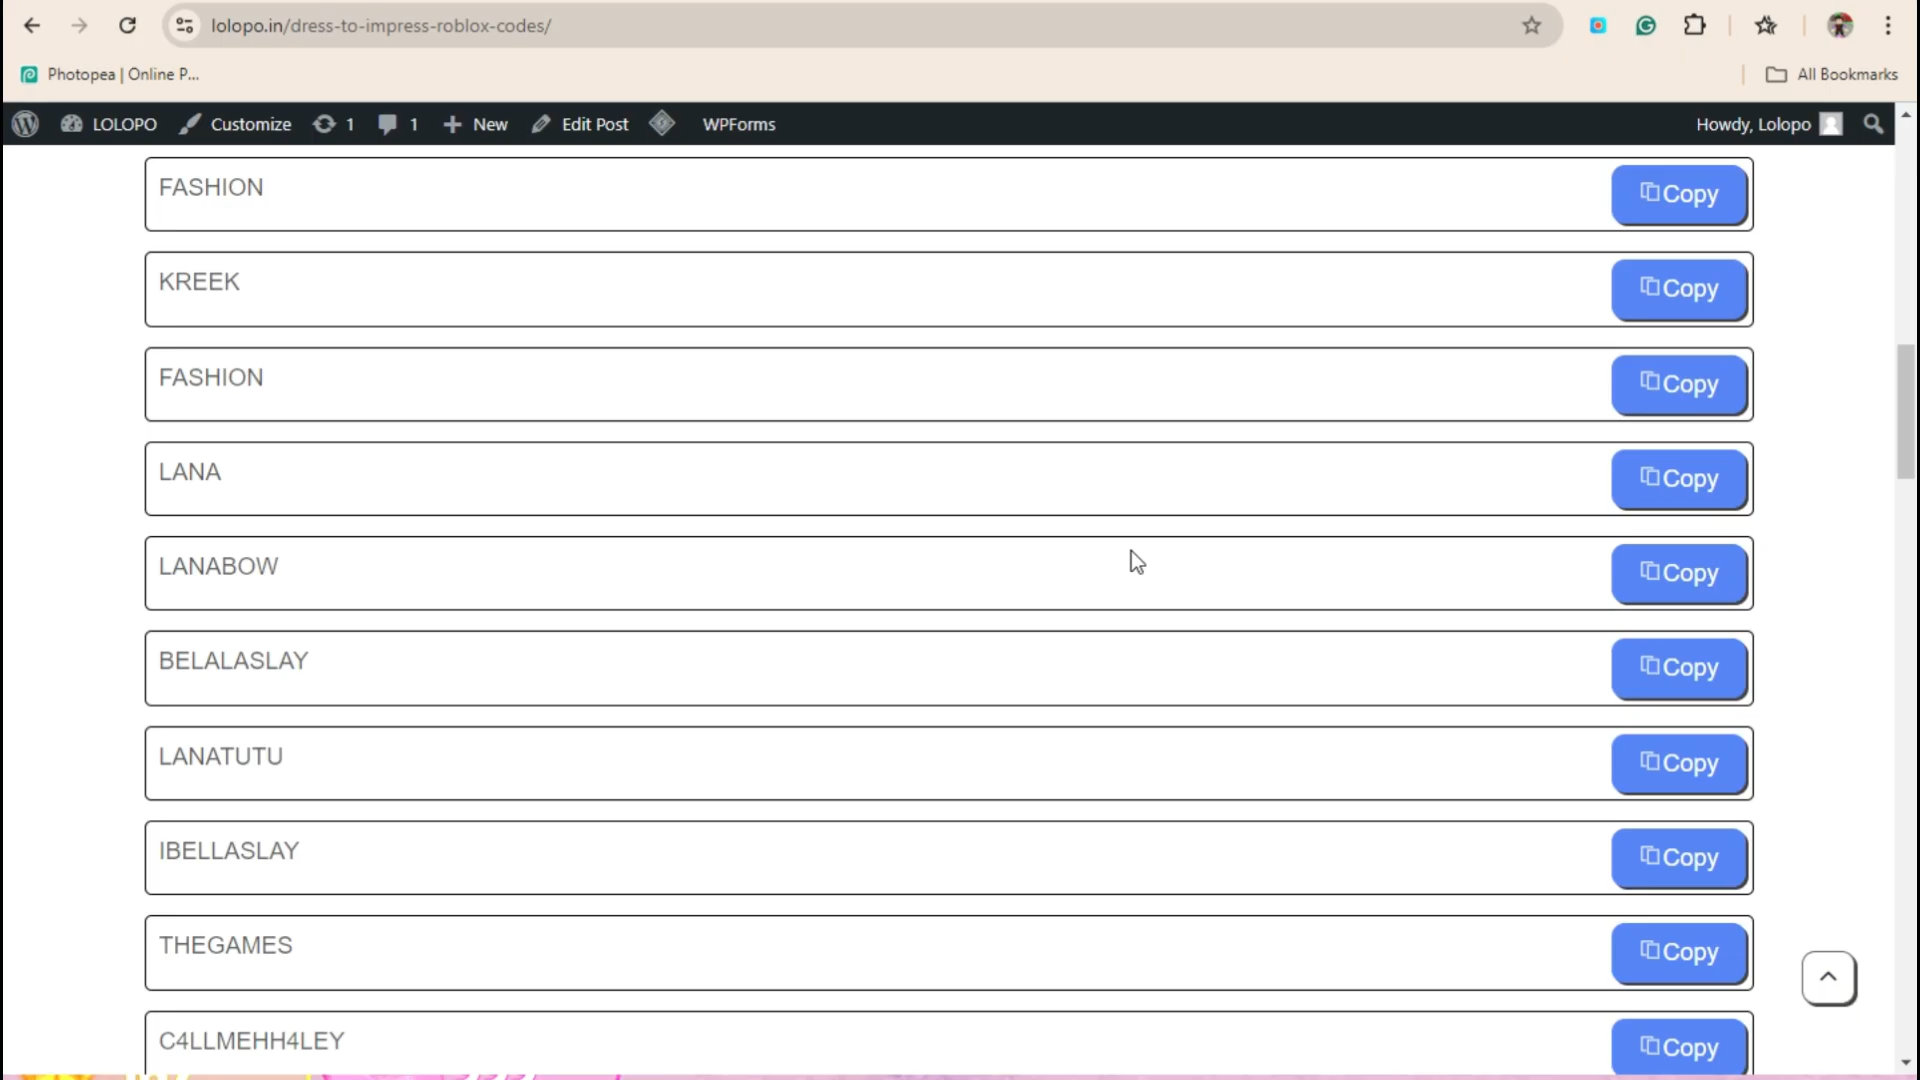 lolopo.in/dress-to-impress-roblox-codes/
Photopea | Online P...
All Bookmarks
LOLOPO
Customize
1
1
New
Edit Post
WPForms
Howdy, Lolopo
FASHION
Copy
KREEK
Copy
FASHION
Copy
LANA
Copy
LANABOW
Copy
BELALASLAY
Copy
LANATUTU
Copy
IBELLASLAY
Copy
THEGAMES
Copy
C4LLMEHH4LEY
Copy